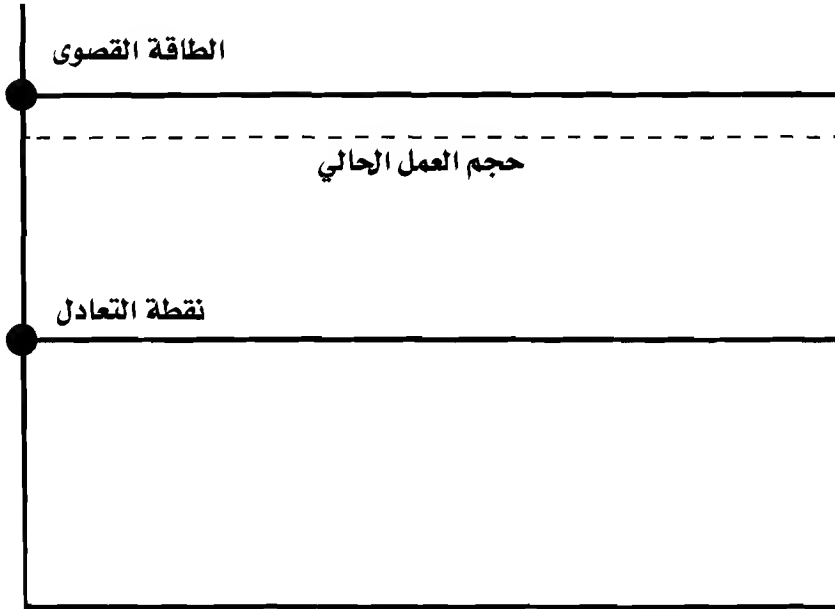 الطاقة القصوى
حجم العمل الحالي
نقطة التعادل